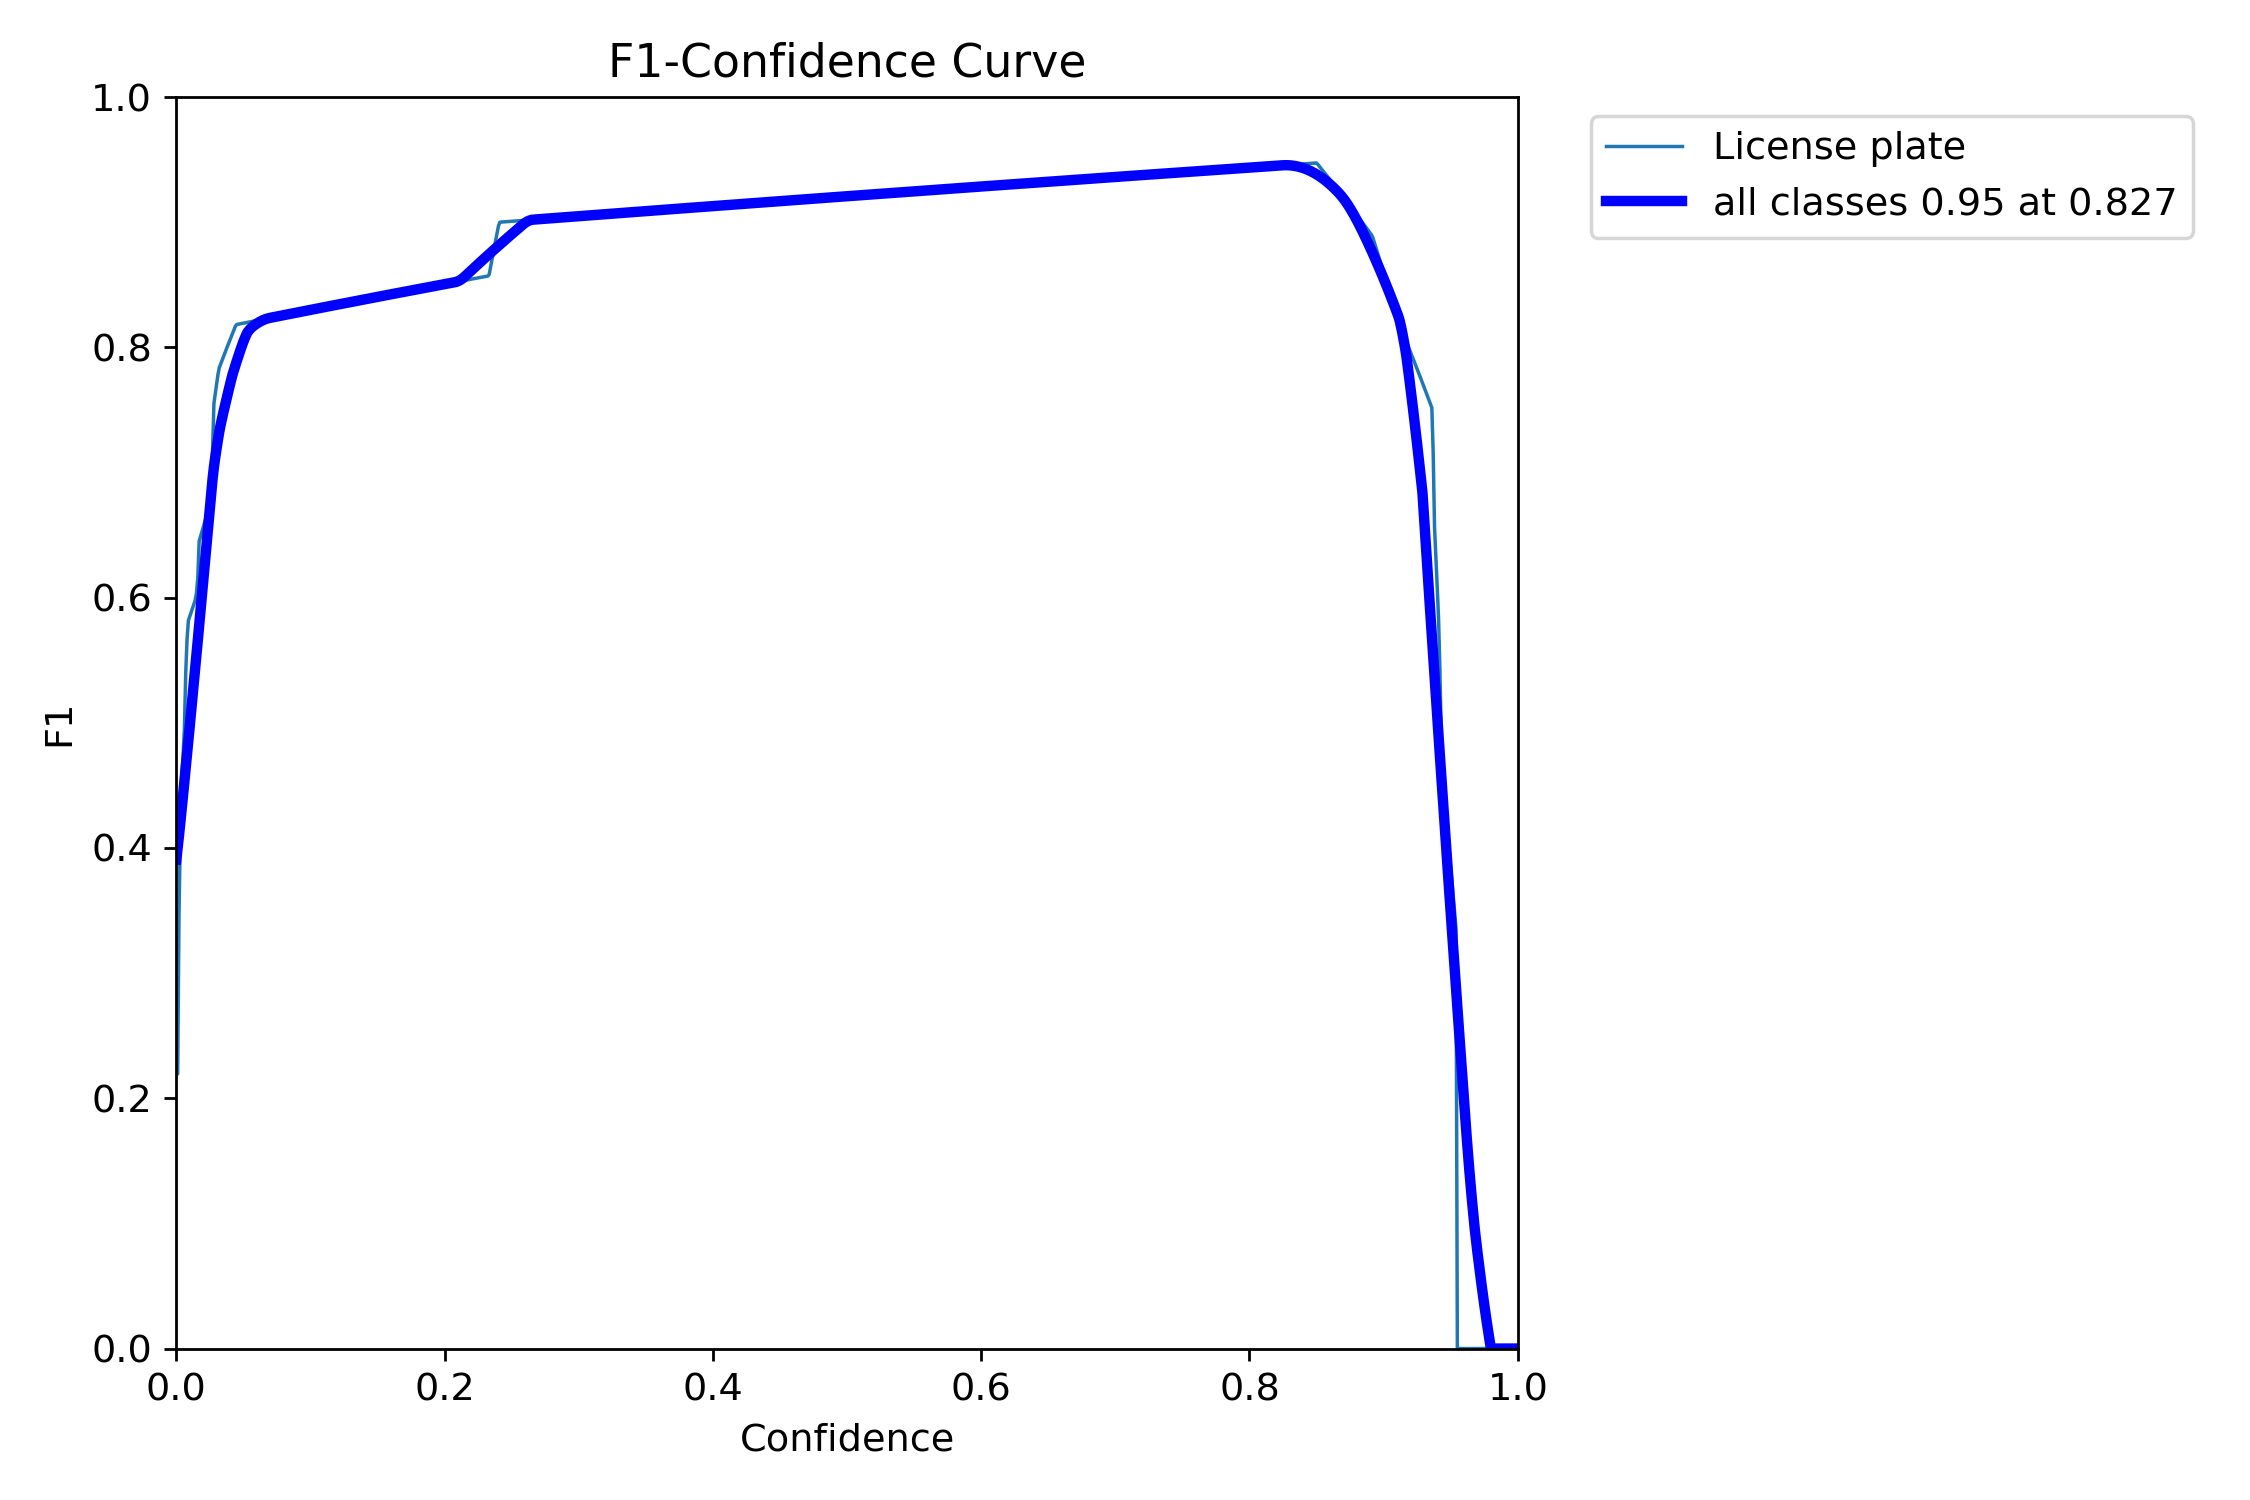 F1-Confidence Curve
1.0
0.8
0.6
0.4
0.2
0.0
F1
0.0 0.2 0.4 0.6 0.8 1.0
Confidence
License plate
all classes 0.95 at 0.827